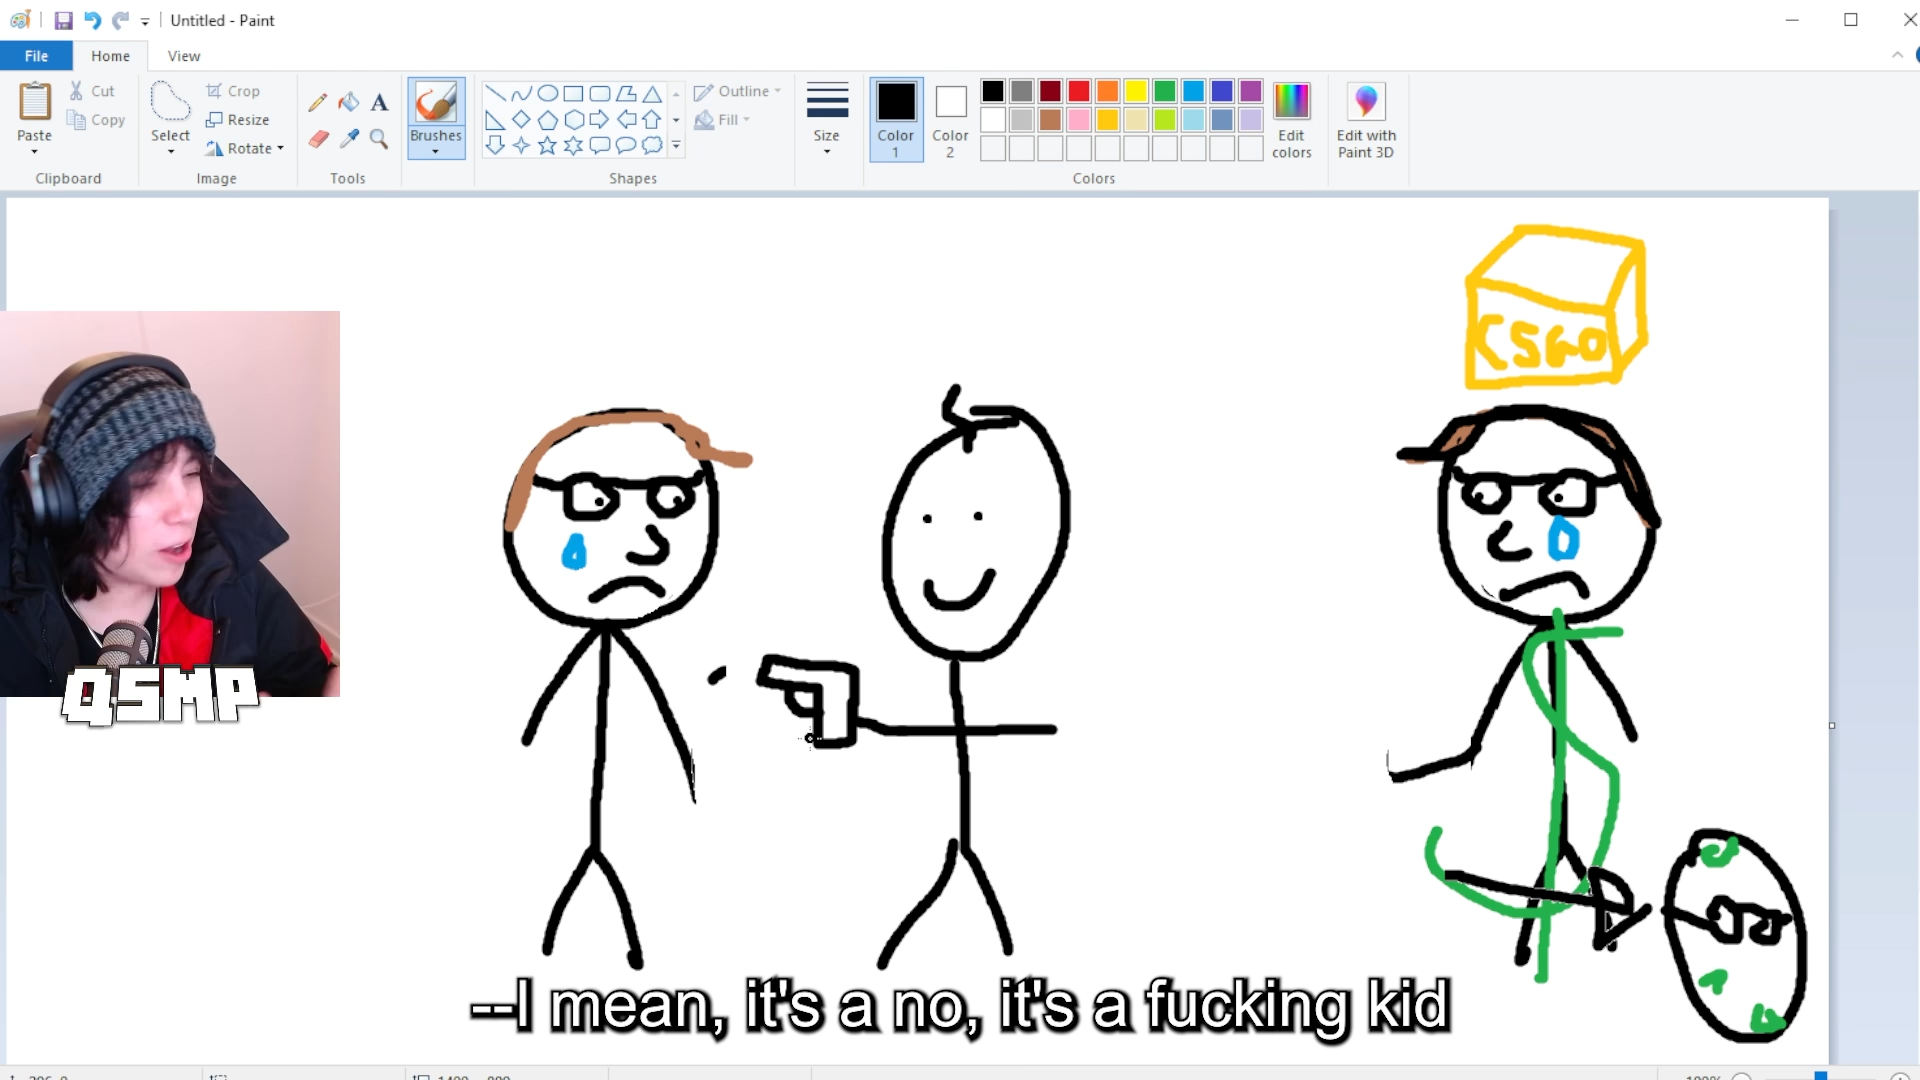 Untitled - Paint
File
Home
View
Cut
Copy
Paste
Crop
Resize
Rotate
Select
A
Brushes
Outline
Fill
Size
Color
1
Color
2
Edit
colors
Edit with
Paint 3D
Clipboard
Image
Tools
Shapes
Colors
CSGO
QSMP
--I mean, it's a no, it's a fucking kid